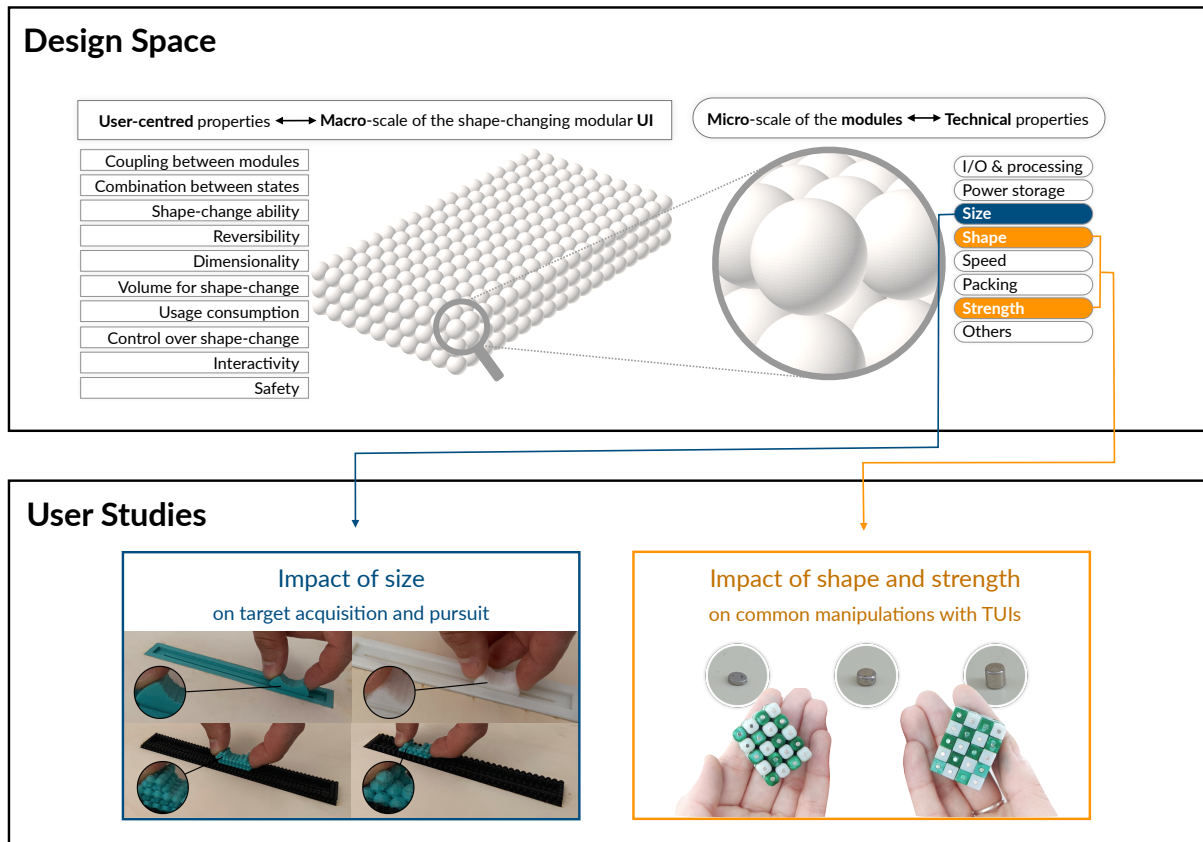 Design Space
User-centred properties ⟷ Macro-scale of the shape-changing modular UI
Micro-scale of the modules ⟷ Technical properties
Coupling between modules
Combination between states
Shape-change ability
Reversibility
Dimensionality
Volume for shape-change
Usage consumption
Control over shape-change
Interactivity
Safety
I/O & processing
Power storage
Size
Shape
Speed
Packing
Strength
Others
User Studies
Impact of size
on target acquisition and pursuit
Impact of shape and strength
on common manipulations with TUIs